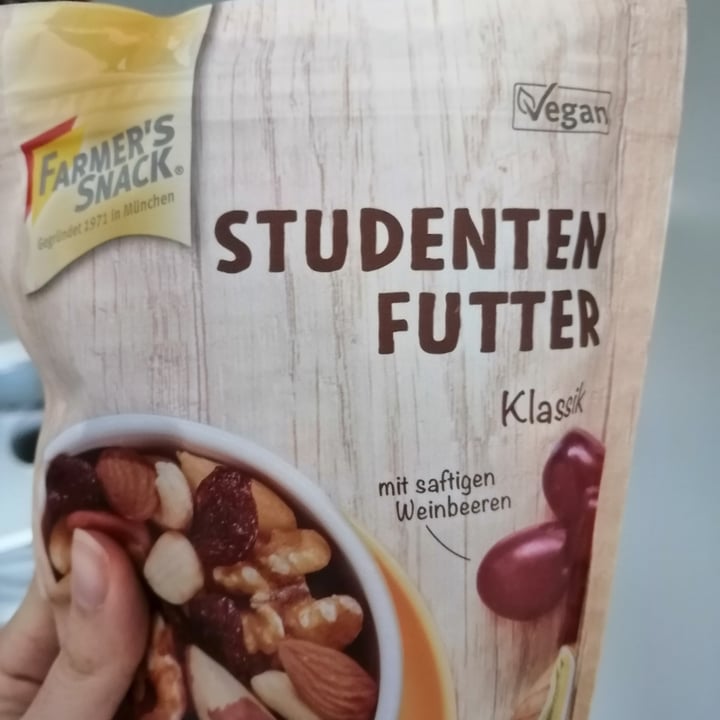 Vegan
FARMER'S
SNACK®
Gegründet 1971 in München
STUDENTEN
FUTTER
Klassik
mit saftigen
Weinbeeren